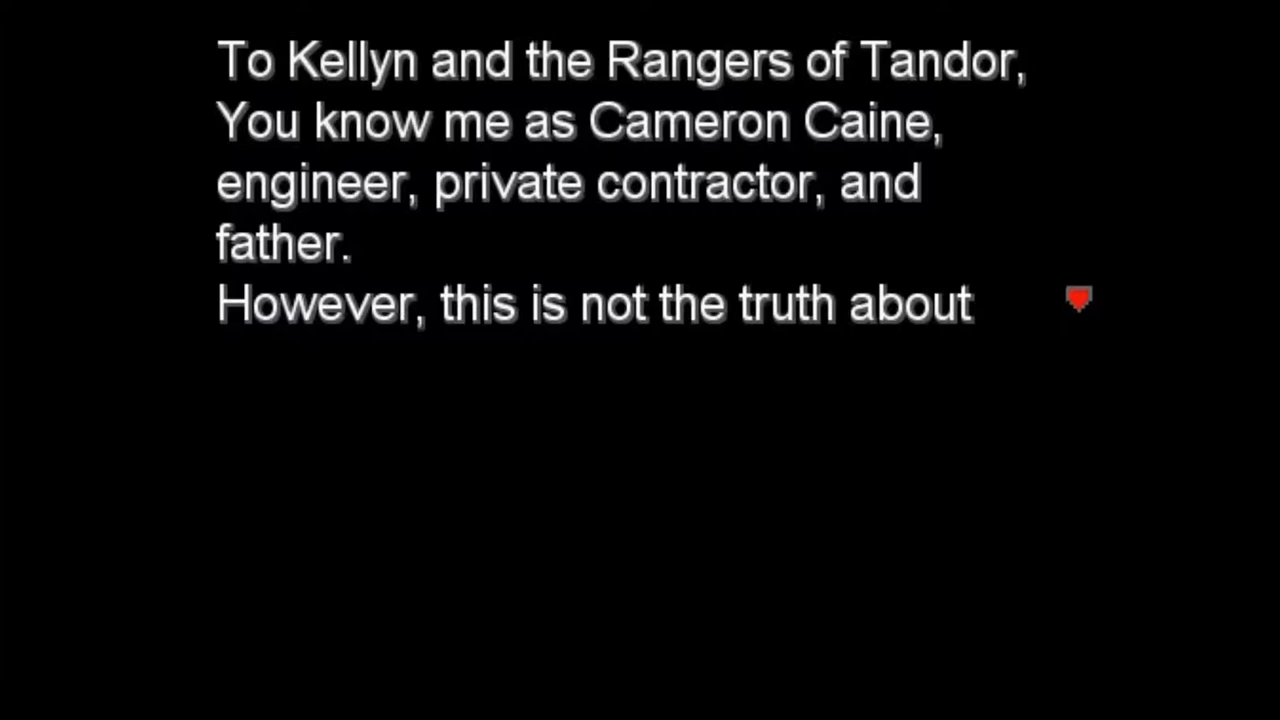 To Kellyn and the Rangers of Tandor,
You know me as Cameron Caine,
engineer, private contractor, and
father.
However, this is not the truth about